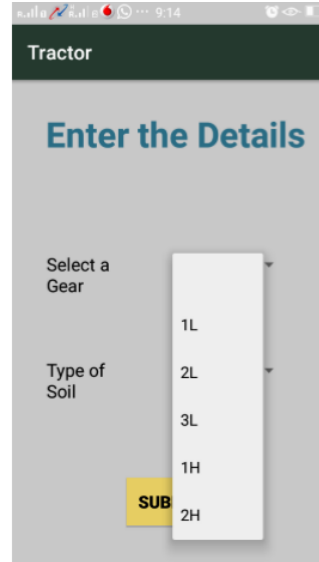 9:14
Tractor
Enter the Details
Select a
Gear
1L
2L
3L
1H
2H
Type of
Soil
SUB